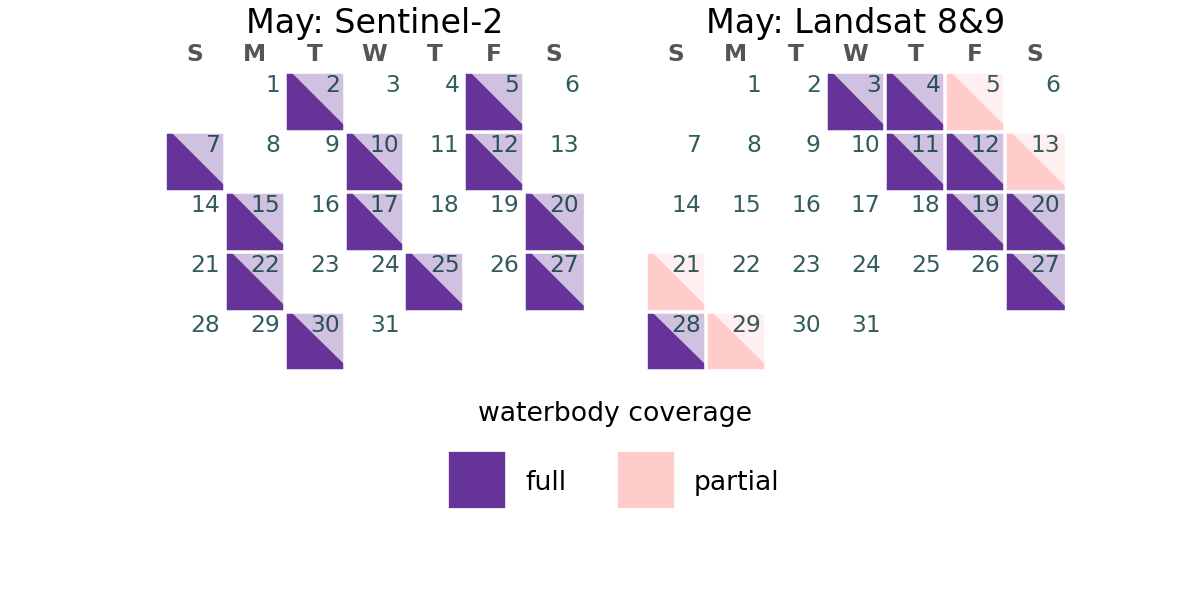 May: Sentinel-2
S M T W T F S
1 2 3 4 5 6
7 8 9 10 11 12 13
14 15 16 17 18 19 20
21 22 23 24 25 26 27
28 29 30 31
May: Landsat 8&9
S M T W T F S
1 2 3 4 5 6
7 8 9 10 11 12 13
14 15 16 17 18 19 20
21 22 23 24 25 26 27
28 29 30 31
waterbody coverage
full partial